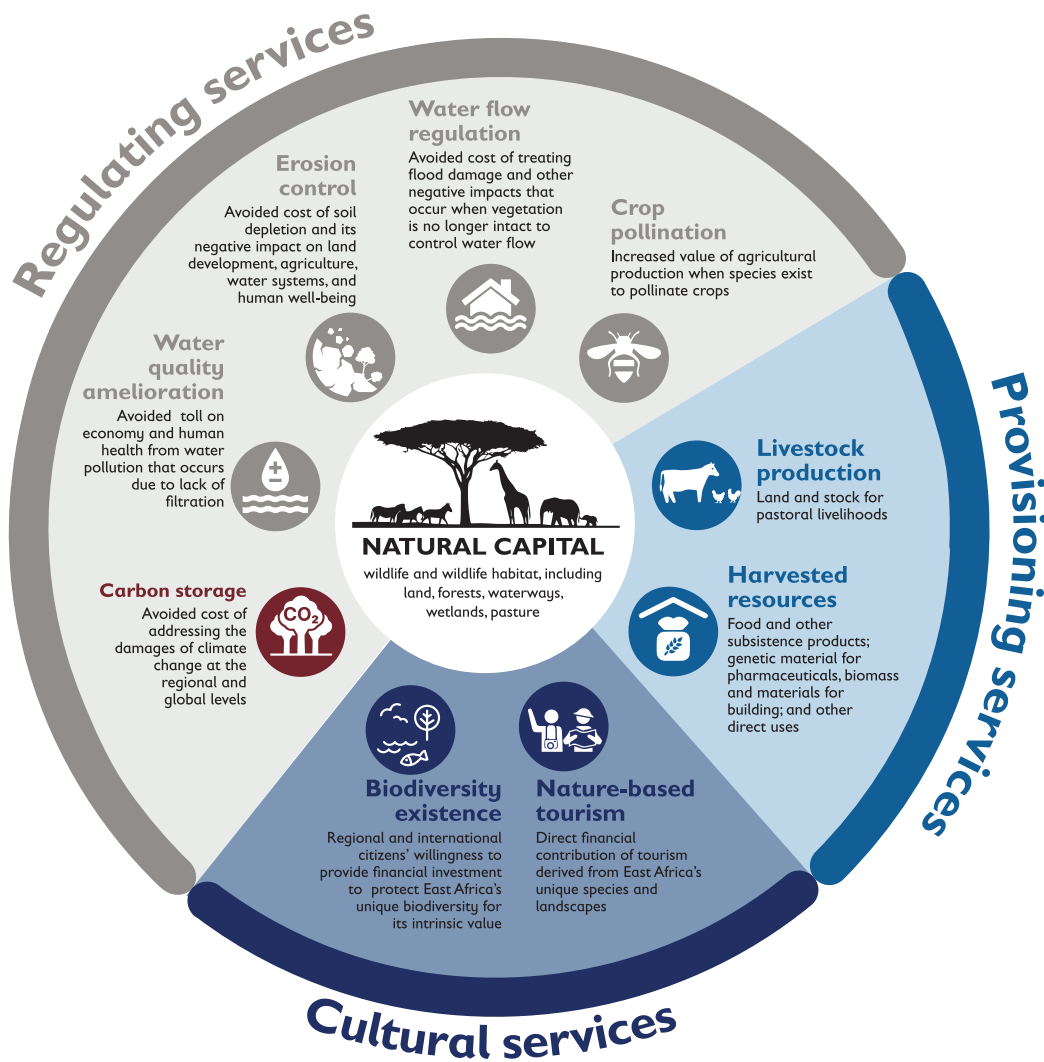 Regulating services
Water flow
regulation
Avoided cost of treating
flood damage and other
negative impacts that
occur when vegetation
is no longer intact to
control water flow
Erosion
control
Avoided cost of soil
depletion and its
negative impact on land
development, agriculture,
water systems, and
human well-being
Crop
pollination
Increased value of agricultural
production when species exist
to pollinate crops
Water
quality
amelioration
Avoided toll on
economy and human
health from water
pollution that occurs
due to lack of
filtration
Carbon storage
Avoided cost of
addressing the
damages of climate
change at the
regional and
global levels
CO₂
NATURAL CAPITAL
wildlife and wildlife habitat, including
land, forests, waterways,
wetlands, pasture
Provisioning services
Livestock
production
Land and stock for
pastoral livelihoods
Harvested
resources
Food and other
subsistence products;
genetic material for
pharmaceuticals, biomass
and materials for
building; and other
direct uses
Biodiversity
existence
Regional and international
citizens’ willingness to
provide financial investment
to protect East Africa’s
unique biodiversity for
its intrinsic value
Nature-based
tourism
Direct financial
contribution of tourism
derived from East Africa’s
unique species and
landscapes
Cultural services